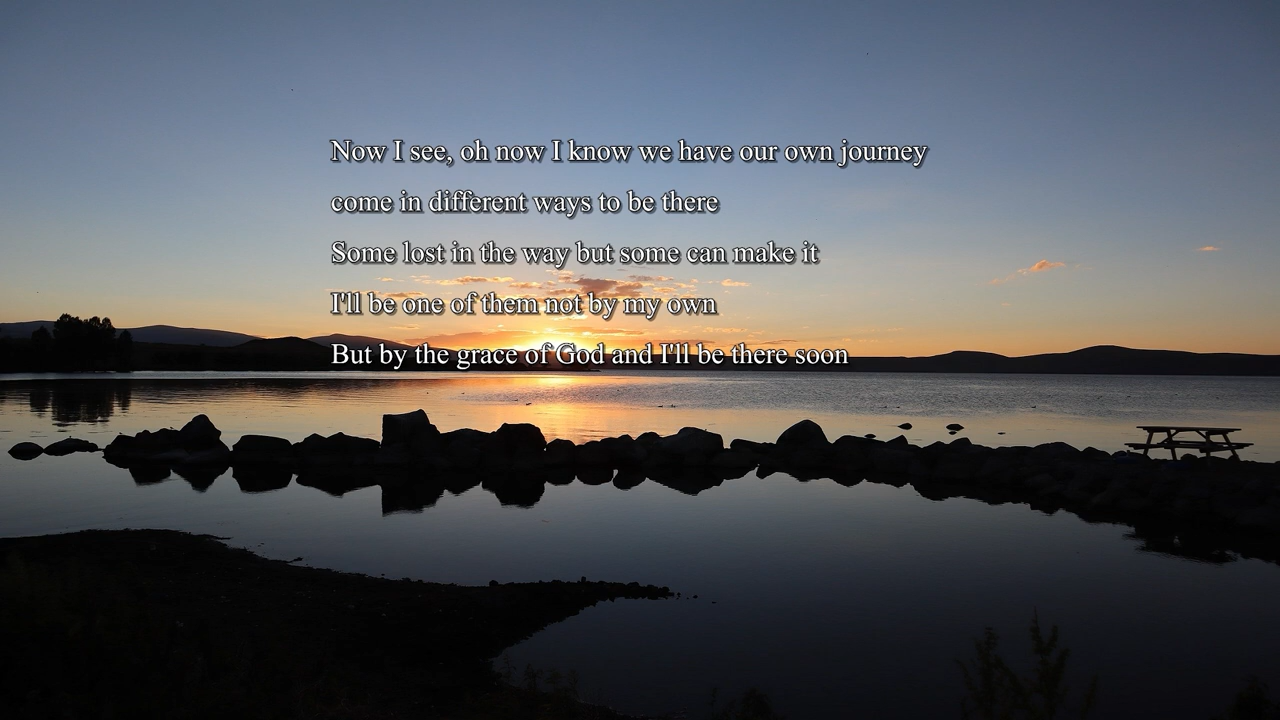 Now I see, oh now I know we have our own journey
come in different ways to be there
Some lost in the way but some can make it
I'll be one of them not by my own
But by the grace of God and I'll be there soon